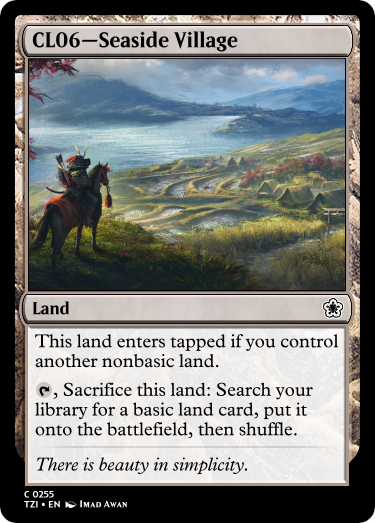 CL06—Seaside Village
Land
This land enters tapped if you control
another nonbasic land.
, Sacrifice this land: Search your
library for a basic land card, put it
onto the battlefield, then shuffle.
There is beauty in simplicity.
C 0255
TZI • EN Imad Awan